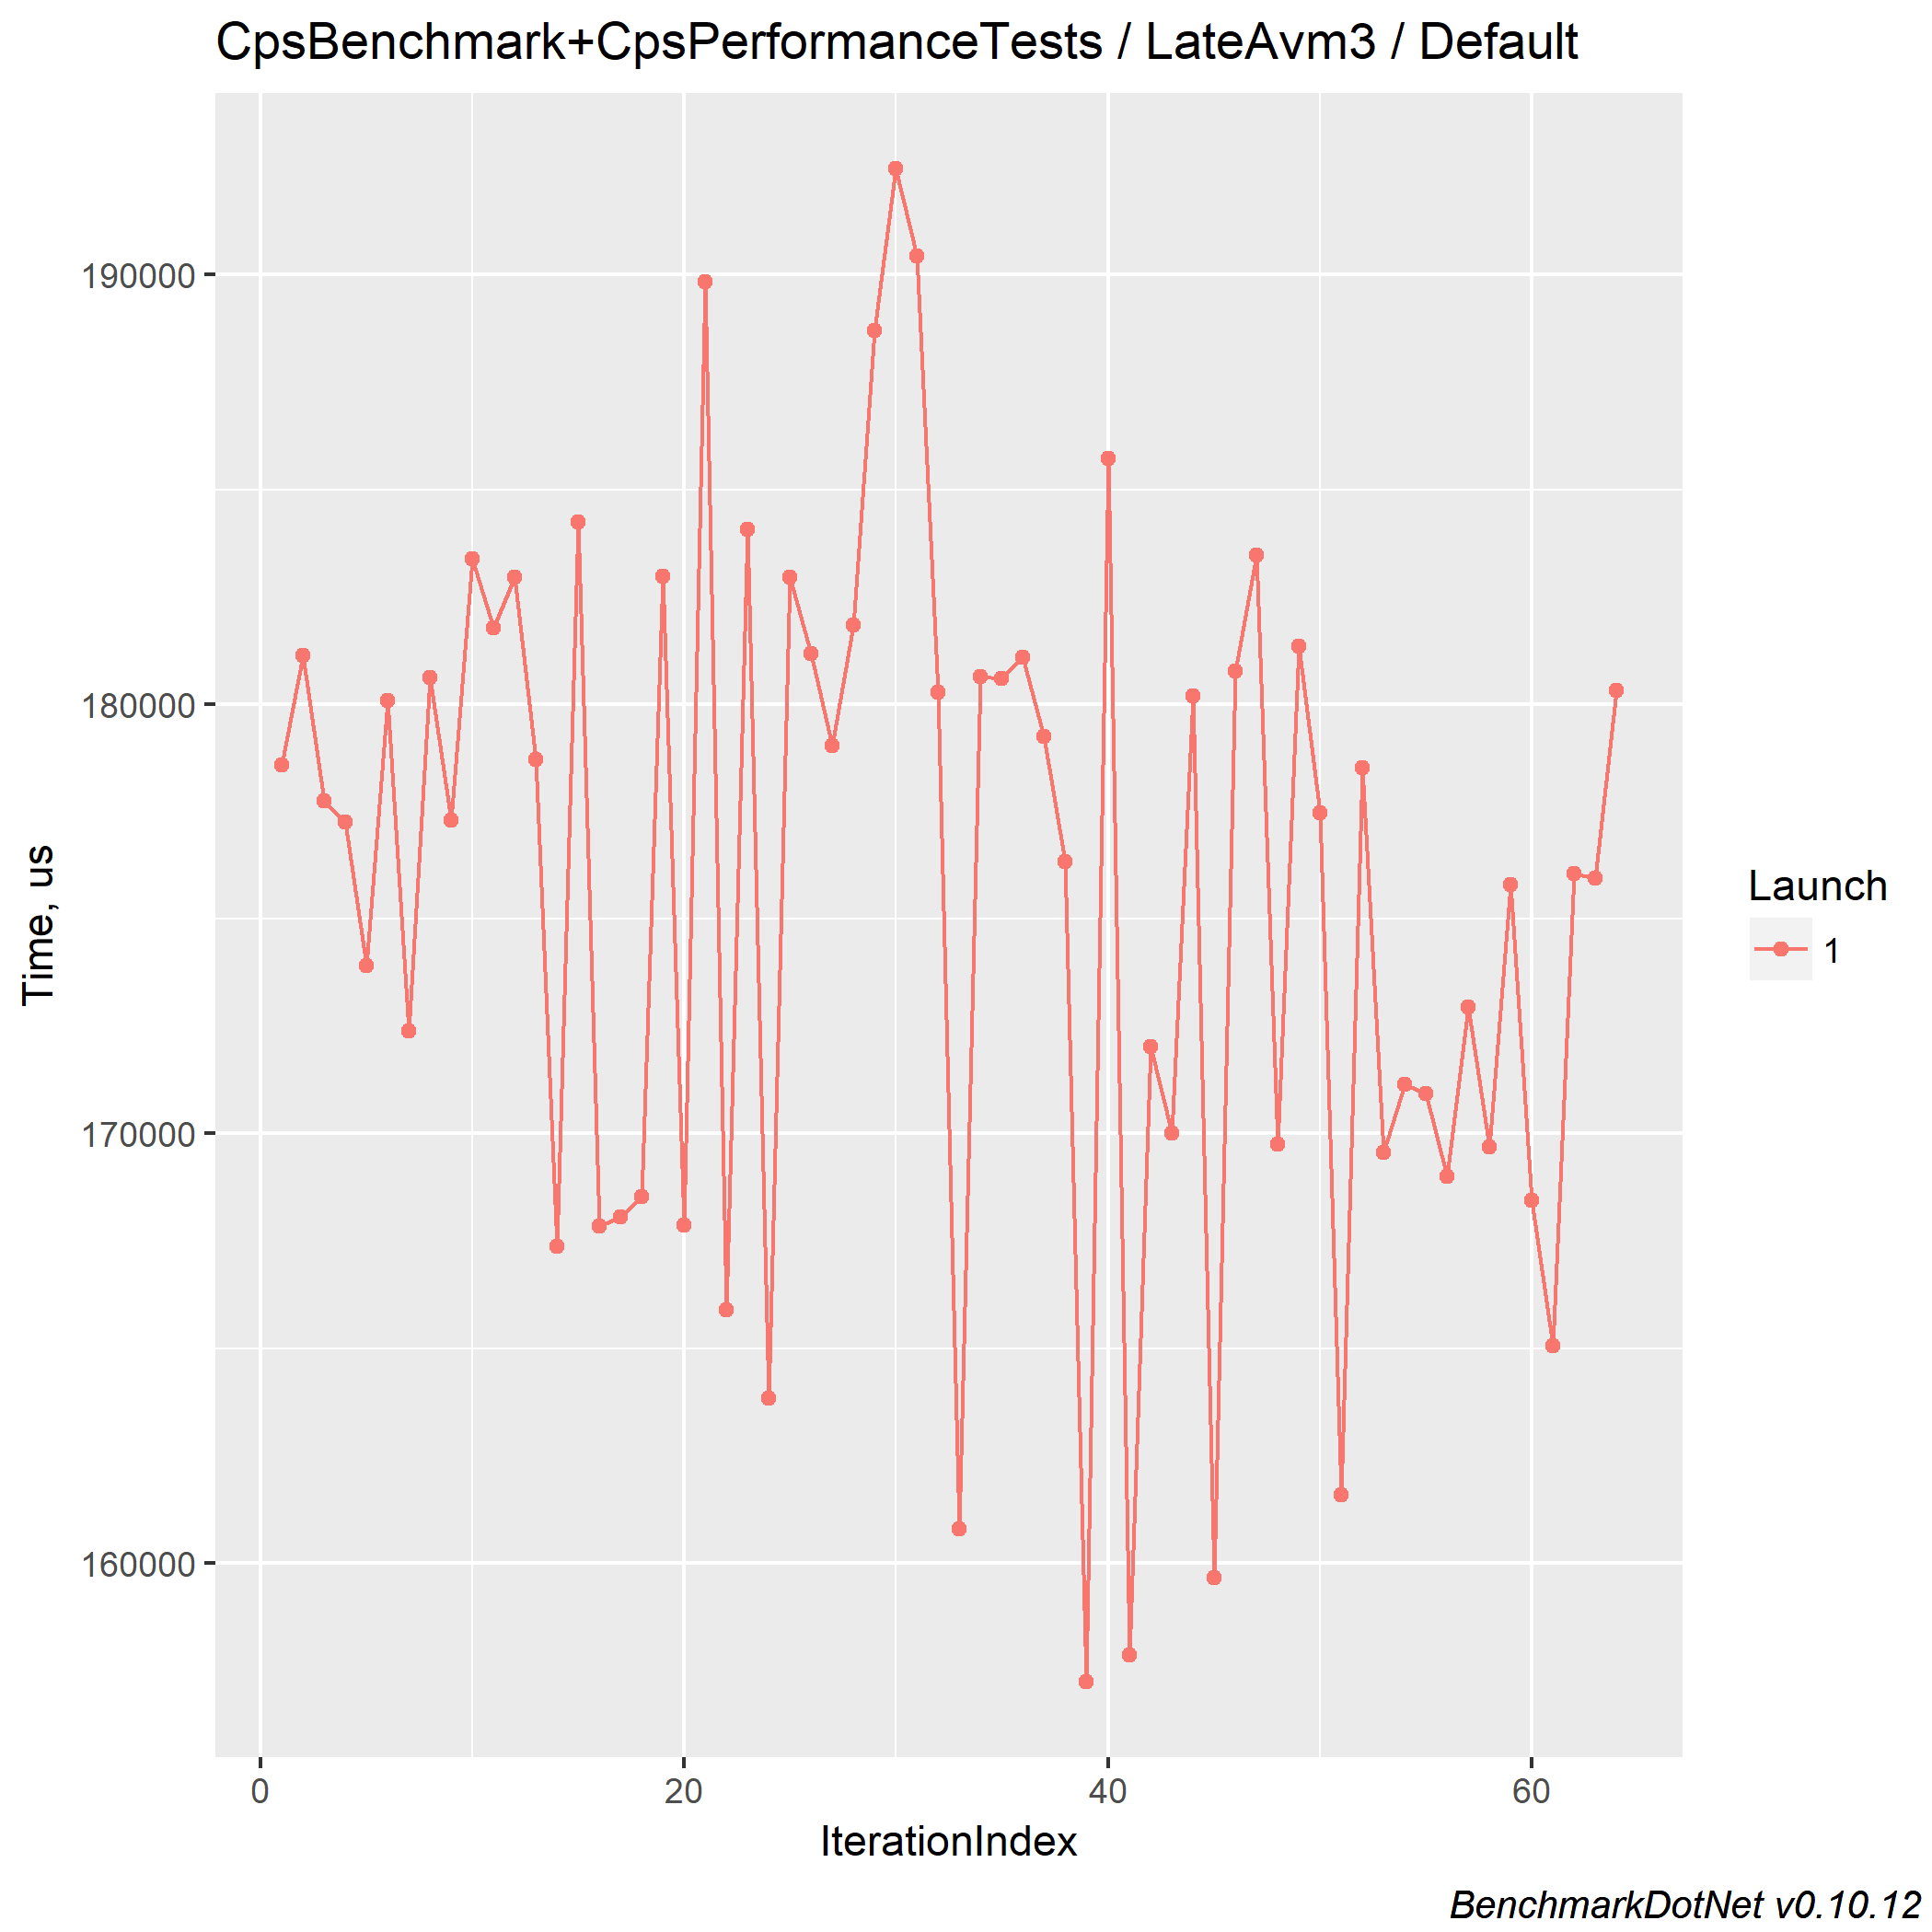 CpsBenchmark+CpsPerformanceTests / LateAvm3 / Default
190000
180000
170000
160000
Time, us
0 20 40 60
IterationIndex
Launch
1
BenchmarkDotNet v0.10.12